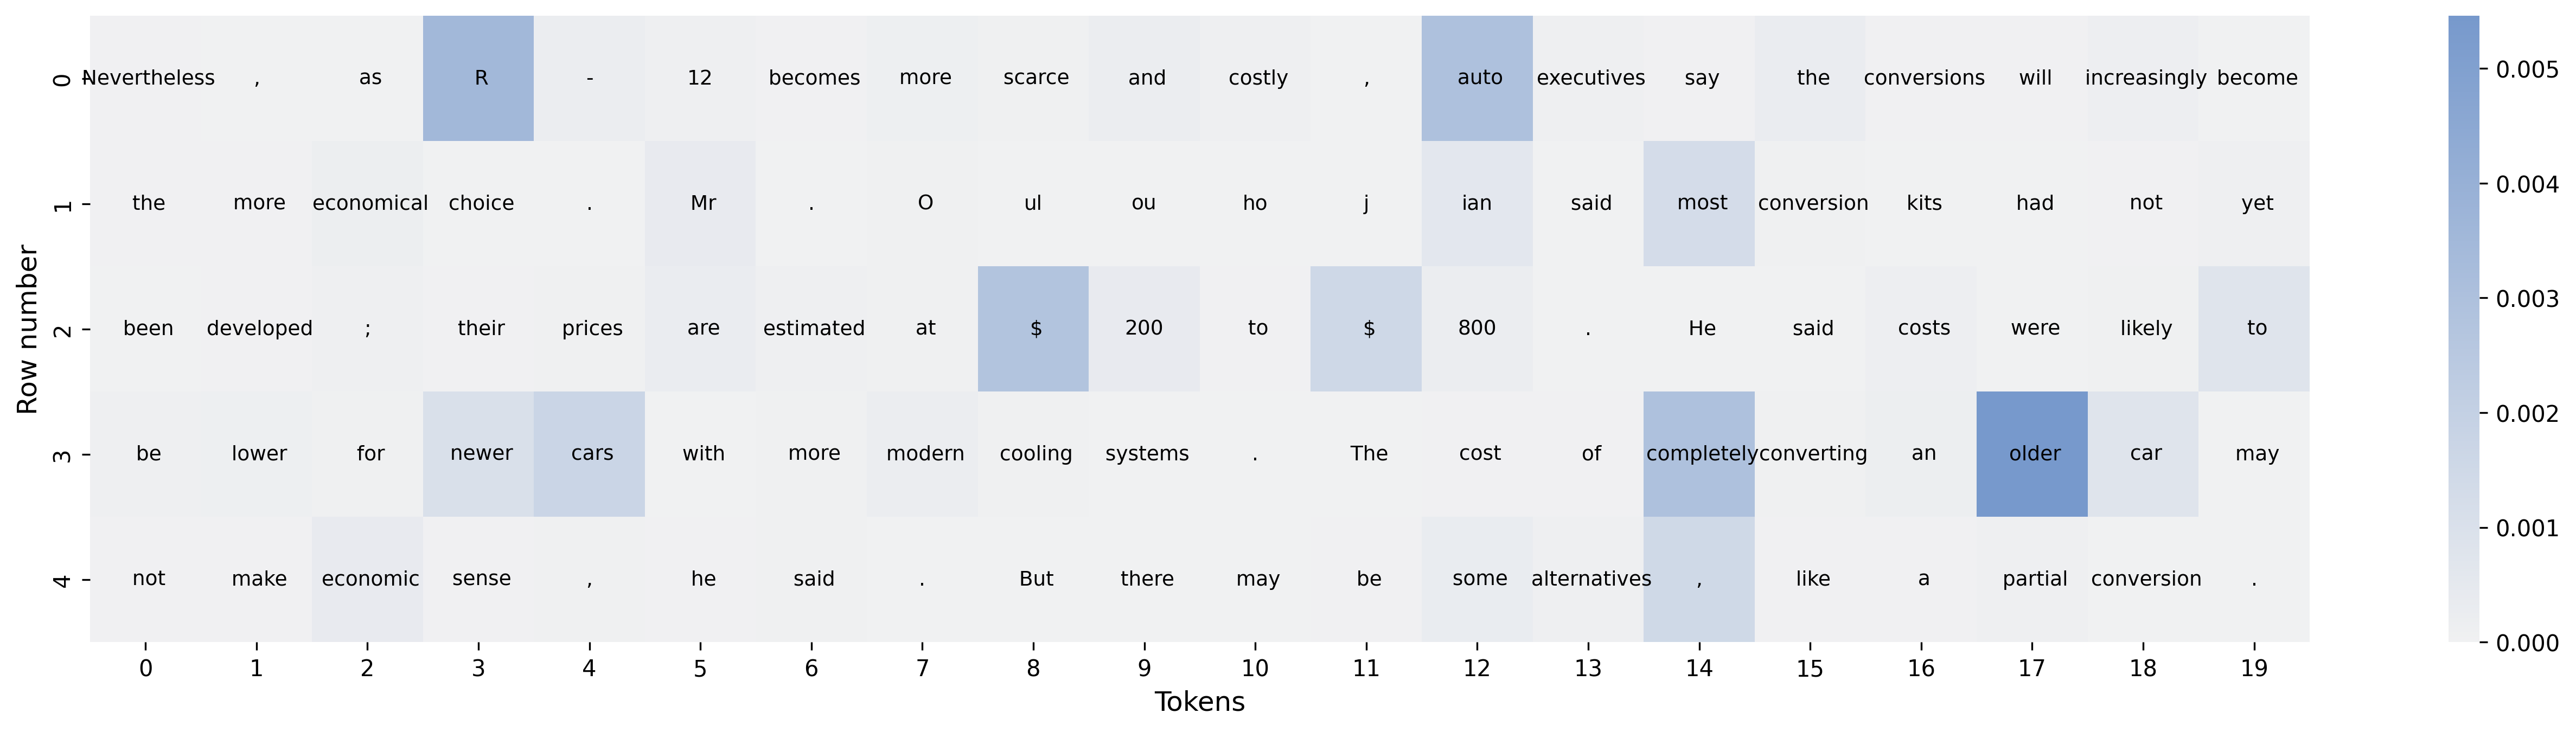 0 Nevertheless , as R - 12 becomes more scarce and costly , auto executives say the conversions will increasingly become
1 the more economical choice . Mr . O ul ou ho j ian said most conversion kits had not yet
2 been developed ; their prices are estimated at $ 200 to $ 800 . He said costs were likely to
3 be lower for newer cars with more modern cooling systems . The cost of completely converting an older car may
4 not make economic sense , he said . But there may be some alternatives , like a partial conversion .
0 1 2 3 4 5 6 7 8 9 10 11 12 13 14 15 16 17 18 19
Tokens
Row number
0.005
0.004
0.003
0.002
0.001
0.000